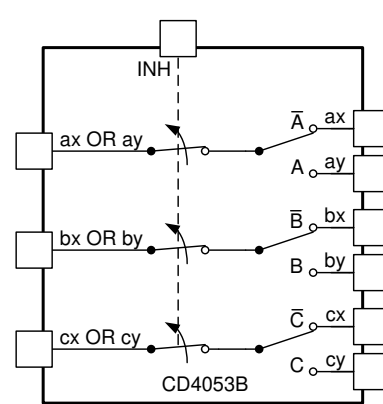 INH
ax OR ay
A̅ ax
A ay
bx OR by
B̅ bx
B by
cx OR cy
C̅ cx
C cy
CD4053B